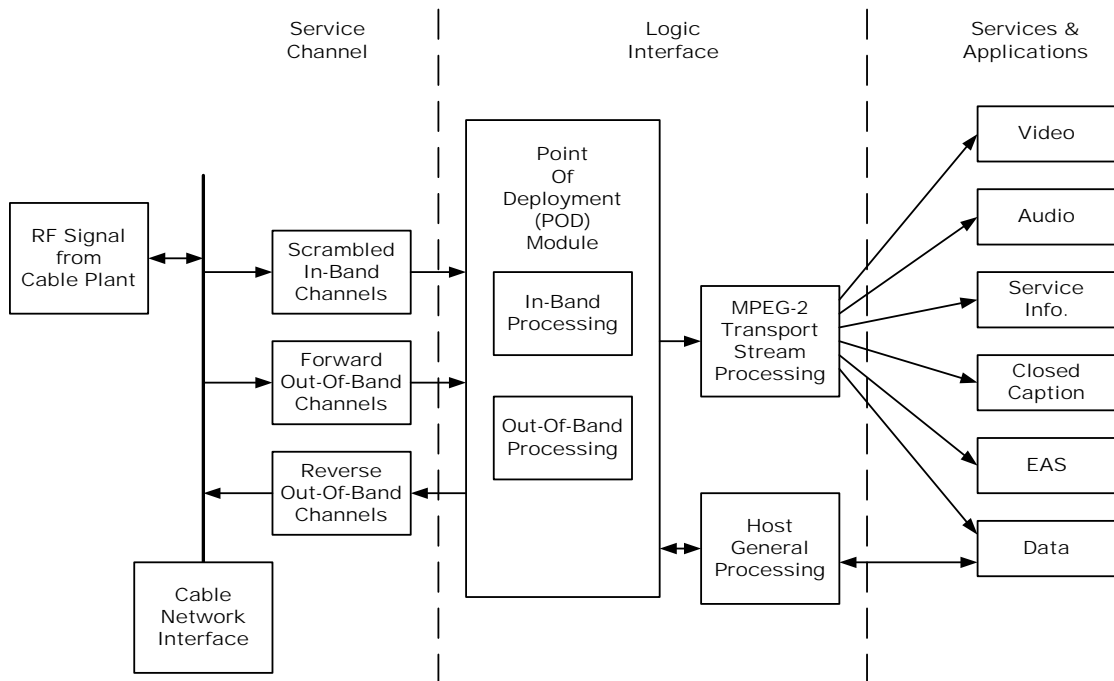 Service
Channel
Logic
Interface
Services &
Applications
RF Signal
from
Cable Plant
Scrambled
In-Band
Channels
Forward
Out-Of-Band
Channels
Reverse
Out-Of-Band
Channels
Cable
Network
Interface
Point
Of
Deployment
(POD)
Module
In-Band
Processing
Out-Of-Band
Processing
MPEG-2
Transport
Stream
Processing
Host
General
Processing
Video
Audio
Service
Info.
Closed
Caption
EAS
Data